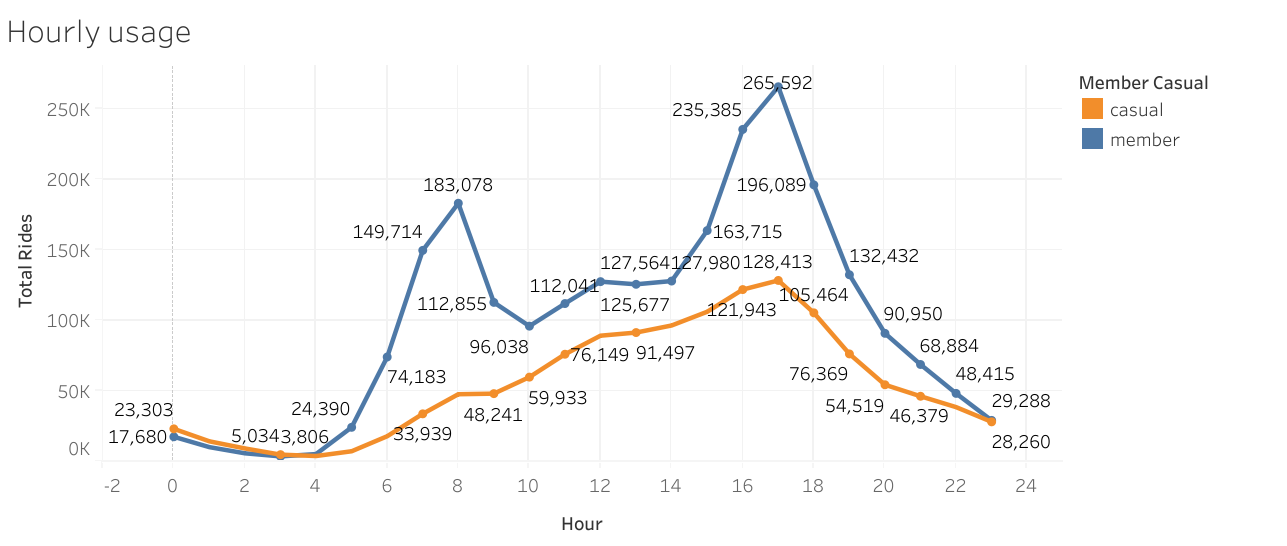 Hourly usage
Member Casual
casual
member
Total Rides
250K
200K
150K
100K
50K
0K
265,592
235,385
183,078
196,089
149,714
163,715
127,564
127,980
128,413
132,432
112,041
112,855
125,677
121,943
105,464
90,950
96,038
76,149
91,497
68,884
74,183
59,933
76,369
48,415
23,303
24,390
48,241
54,519
46,379
29,288
17,680
5,034
3,806
33,939
28,260
-2 0 2 4 6 8 10 12 14 16 18 20 22 24
Hour